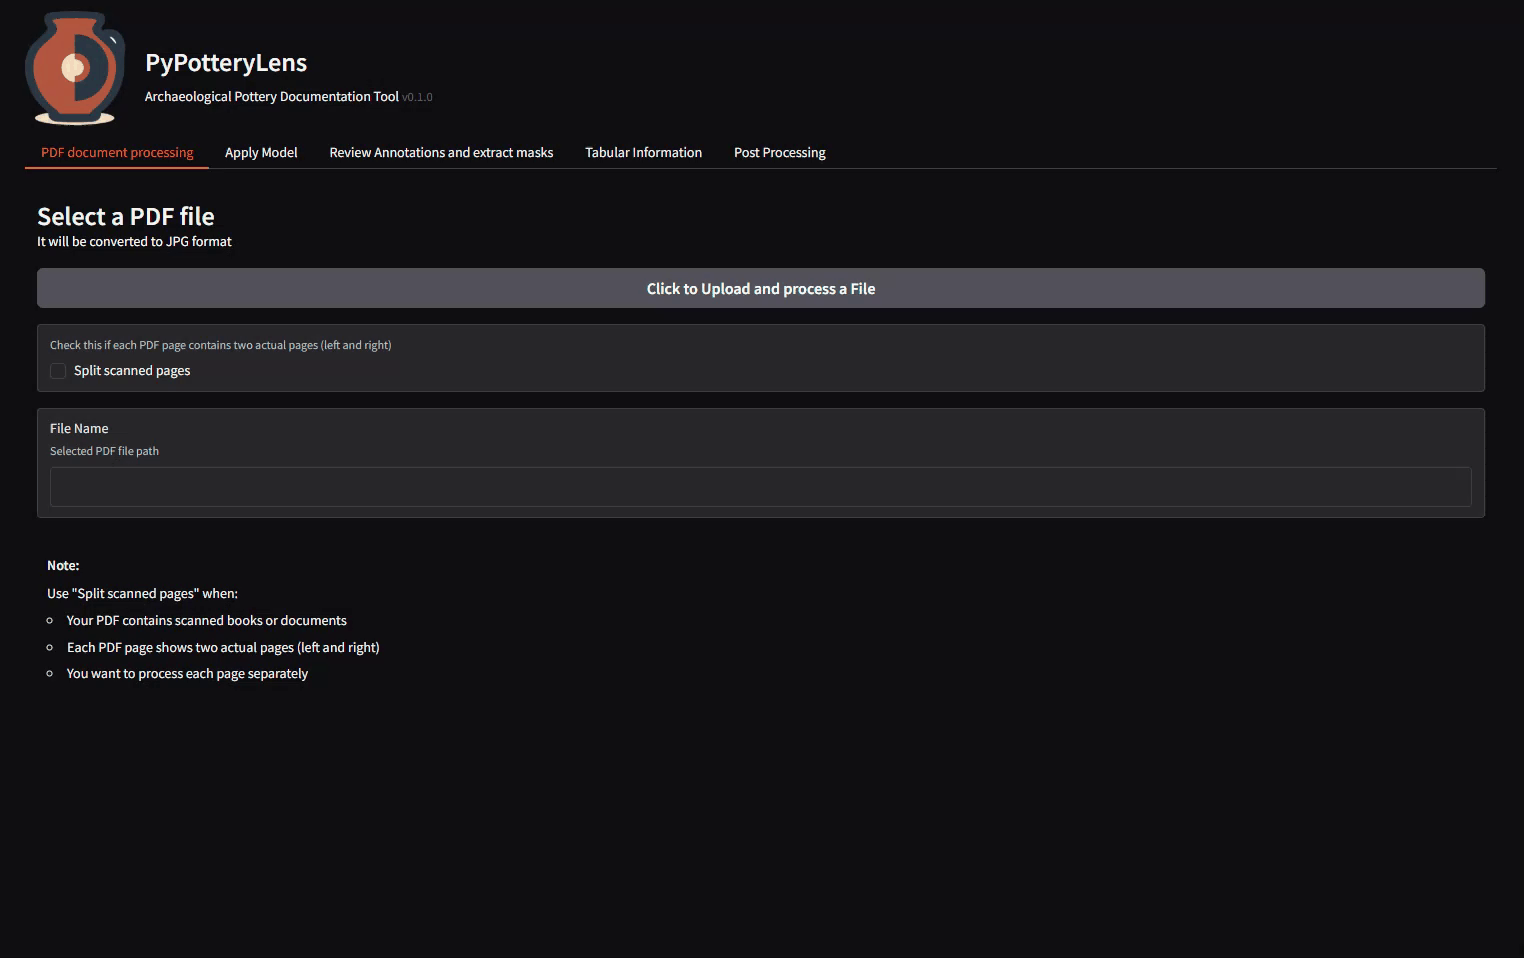 PyPotteryLens
Archaeological Pottery Documentation Tool v0.1.0
PDF document processing Apply Model Review Annotations and extract masks Tabular Information Post Processing
Select a PDF file
It will be converted to JPG format
Click to Upload and process a File
Check this if each PDF page contains two actual pages (left and right)
Split scanned pages
File Name
Selected PDF file path
Note:
Use "Split scanned pages" when:
Your PDF contains scanned books or documents
Each PDF page shows two actual pages (left and right)
You want to process each page separately